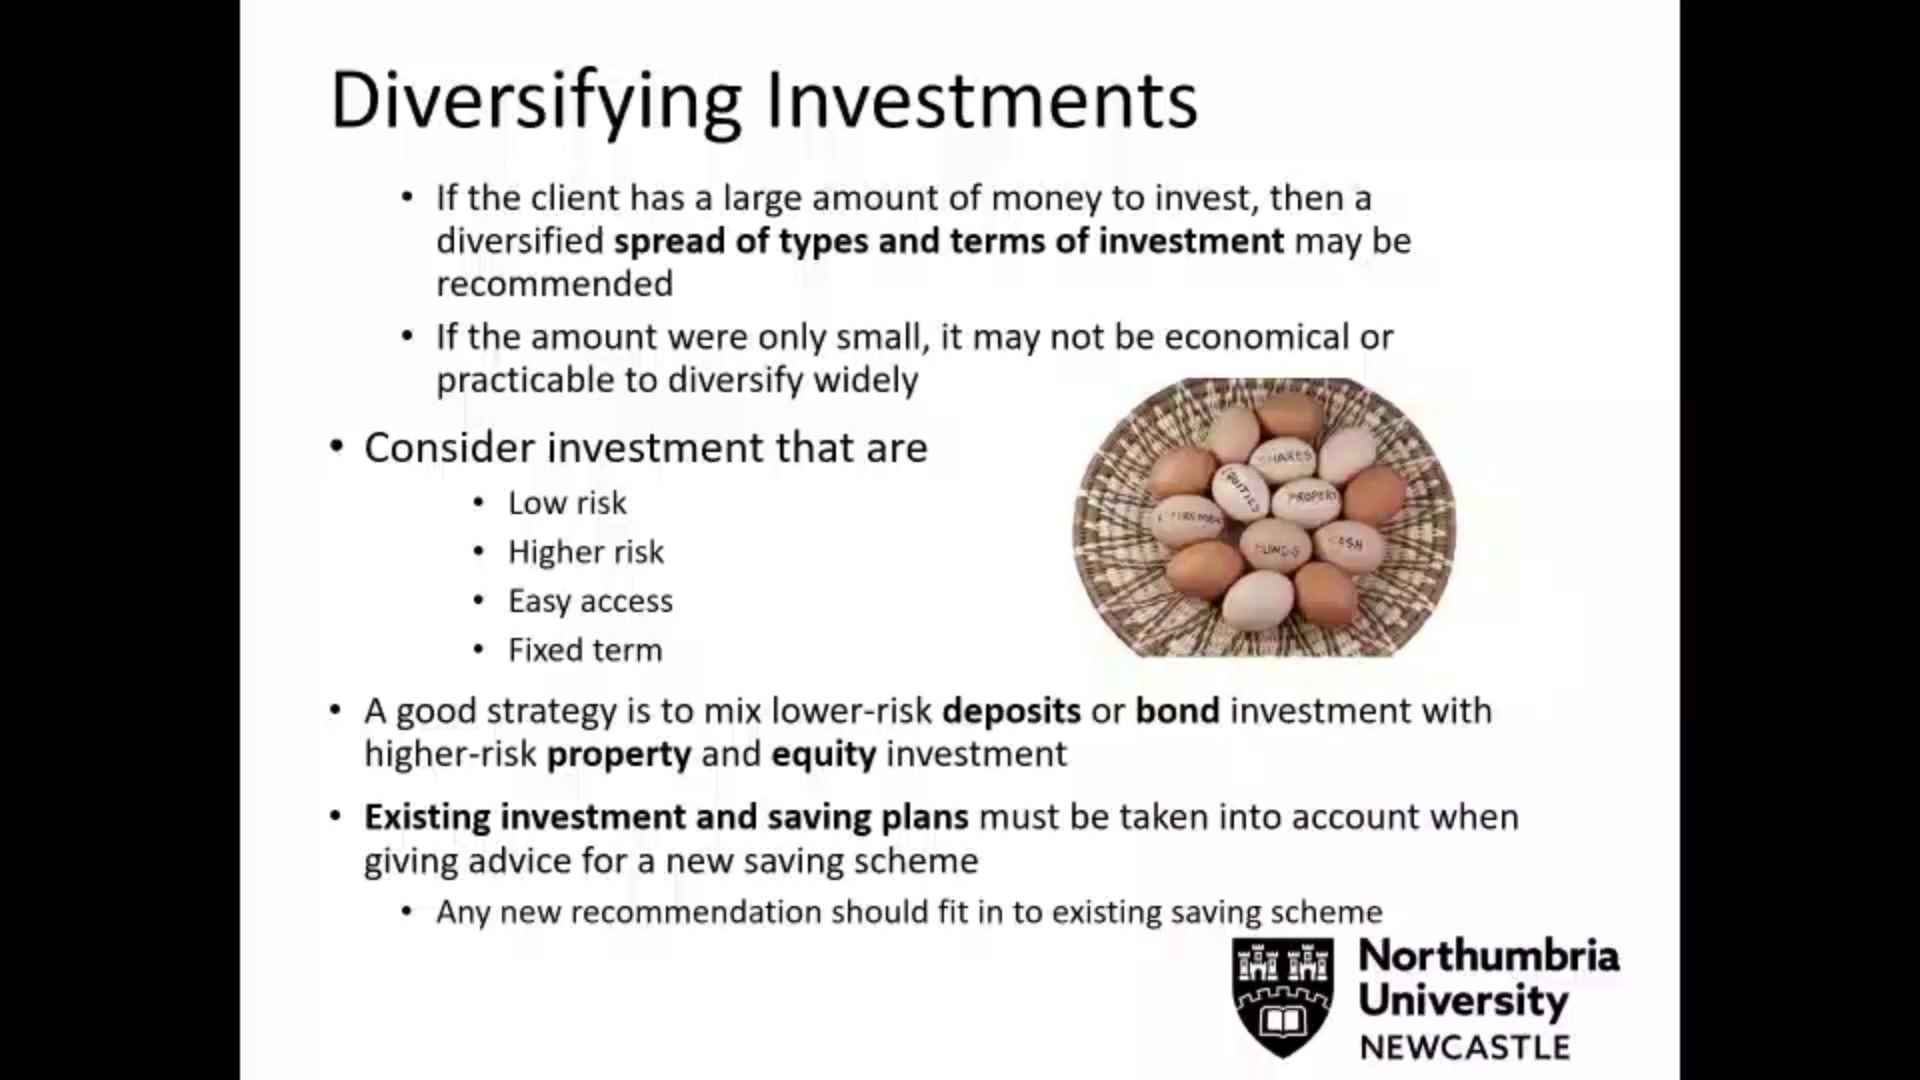 Diversifying Investments
• If the client has a large amount of money to invest, then a
diversified spread of types and terms of investment may be
recommended
• If the amount were only small, it may not be economical or
practicable to diversify widely
• Consider investment that are
• Low risk
• Higher risk
• Easy access
• Fixed term
SHARES
EQUITIES
PROPERTY
FUNDS
CASH
• A good strategy is to mix lower-risk deposits or bond investment with
higher-risk property and equity investment
• Existing investment and saving plans must be taken into account when
giving advice for a new saving scheme
• Any new recommendation should fit in to existing saving scheme
Northumbria
University
NEWCASTLE